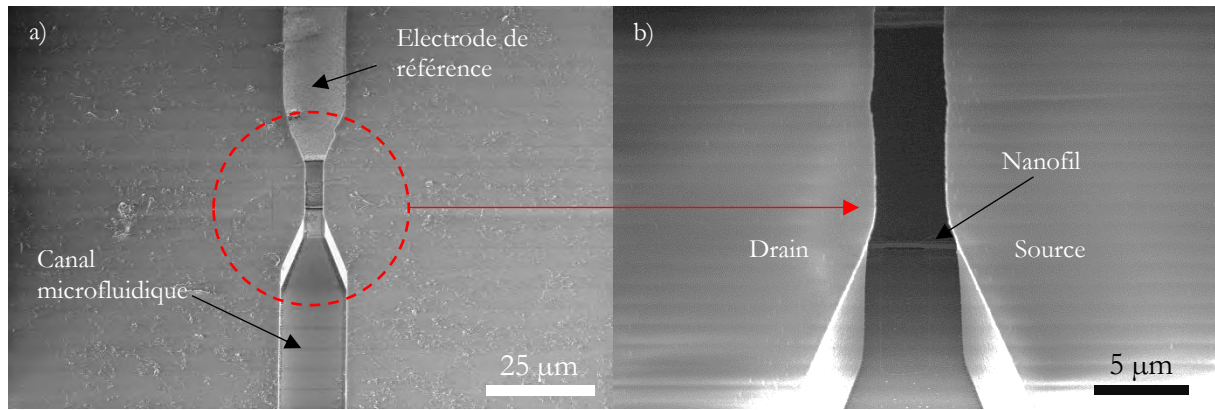 a)
Electrode de
référence
Canal
microfluidique
25 μm
b)
Nanofil
Drain
Source
5 μm